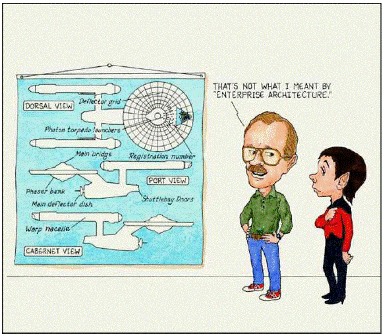 THAT'S NOT WHAT I MEANT BY
"ENTERPRISE ARCHITECTURE."
DORSAL VIEW
Deflector grid
Photon torpedo launchers
Main bridge
Registration number
PORT VIEW
Phaser bank
Shuttlebay Doors
Main deflector dish
Warp nacelle
CABERNET VIEW